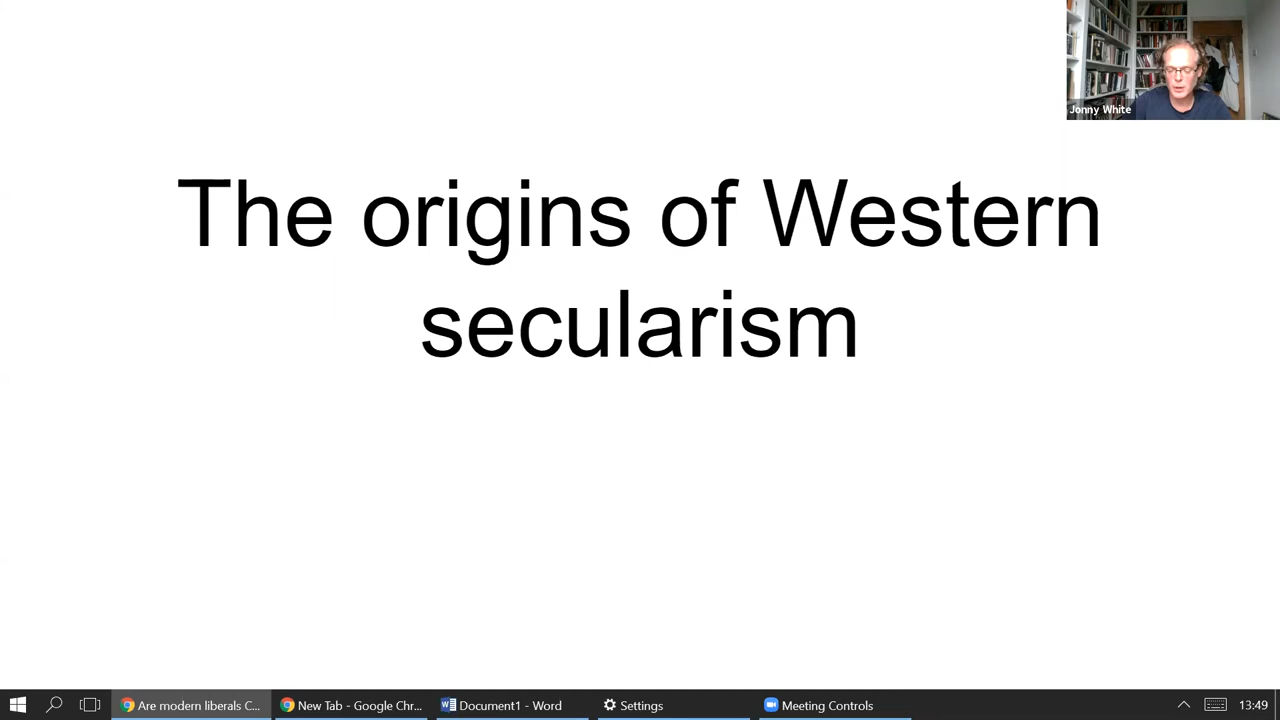 Jonny White
The origins of Western
secularism
Are modern liberals C...
New Tab - Google Chr...
Document1 - Word
Settings
Meeting Controls
13:49